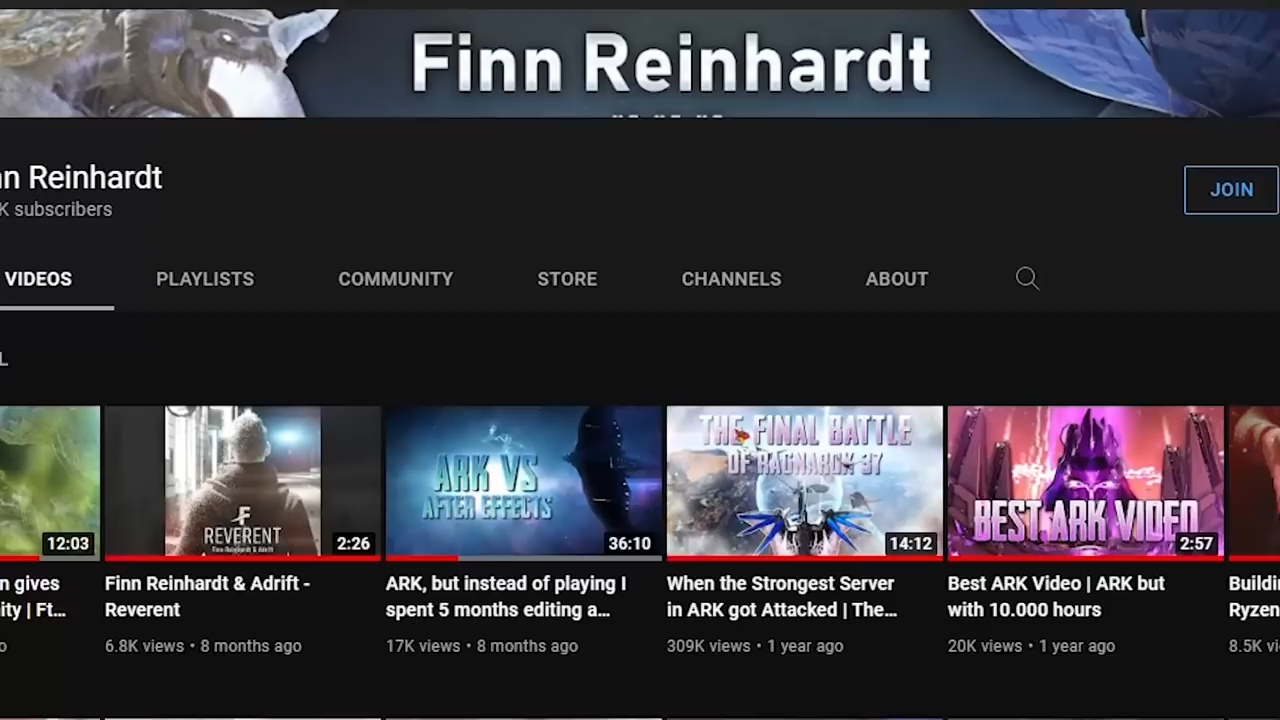 Finn Reinhardt
nn Reinhardt
K subscribers
JOIN
VIDEOS
PLAYLISTS
COMMUNITY
STORE
CHANNELS
ABOUT
L
12:03
REVERENT
Finn Reinhardt & Adrift
2:26
ARK VS
AFTER EFFECTS
36:10
THE FINAL BATTLE
OF RAGNAROK 37
14:12
BEST ARK VIDEO
2:57
n gives
ity | Ft...
o
Finn Reinhardt & Adrift -
Reverent
6.8K views • 8 months ago
ARK, but instead of playing I
spent 5 months editing a...
17K views • 8 months ago
When the Strongest Server
in ARK got Attacked | The...
309K views • 1 year ago
Best ARK Video | ARK but
with 10.000 hours
20K views • 1 year ago
Buildi
Ryzen
8.5K vi